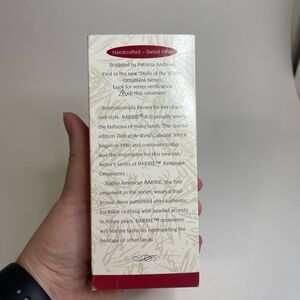 Handcrafted – Dated 1996
Sculpted by Patricia Andrews
First in the new "Dolls of the World"
Ornament Series.
Look for series verification
on this ornament
Internationally known for her charm
and style, BARBIE® doll proudly wears
the fashions of many lands. The special
edition Dolls of the World Collection, which
began in 1980 and continues today,
was the inspiration for this new col-
lector's series of BARBIE™ Keepsake
Ornaments.
Native American BARBIE, the first
ornament in the series, wears a tra-
ditional dress patterned after authentic
buckskin clothing with beaded accents.
In future years, BARBIE™ ornaments
will feature fashions representing the
heritage of other lands.